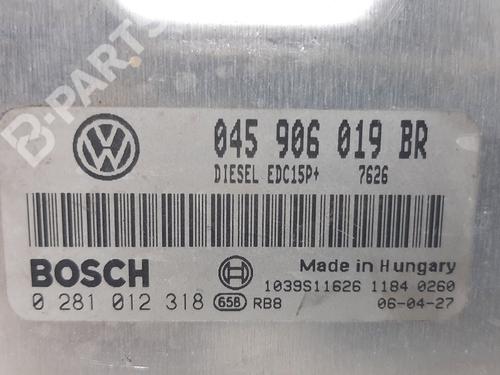 B-PARTS
045 906 019 BR
DIESEL EDC15P+ 7626
BOSCH
Made in Hungary
1039S11626 1184 0260
0 281 012 318 658 RB8 06-04-27